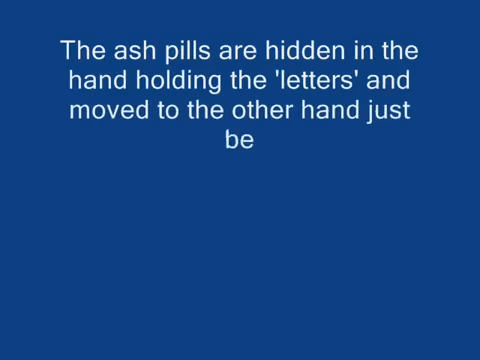 The ash pills are hidden in the
hand holding the 'letters' and
moved to the other hand just
be